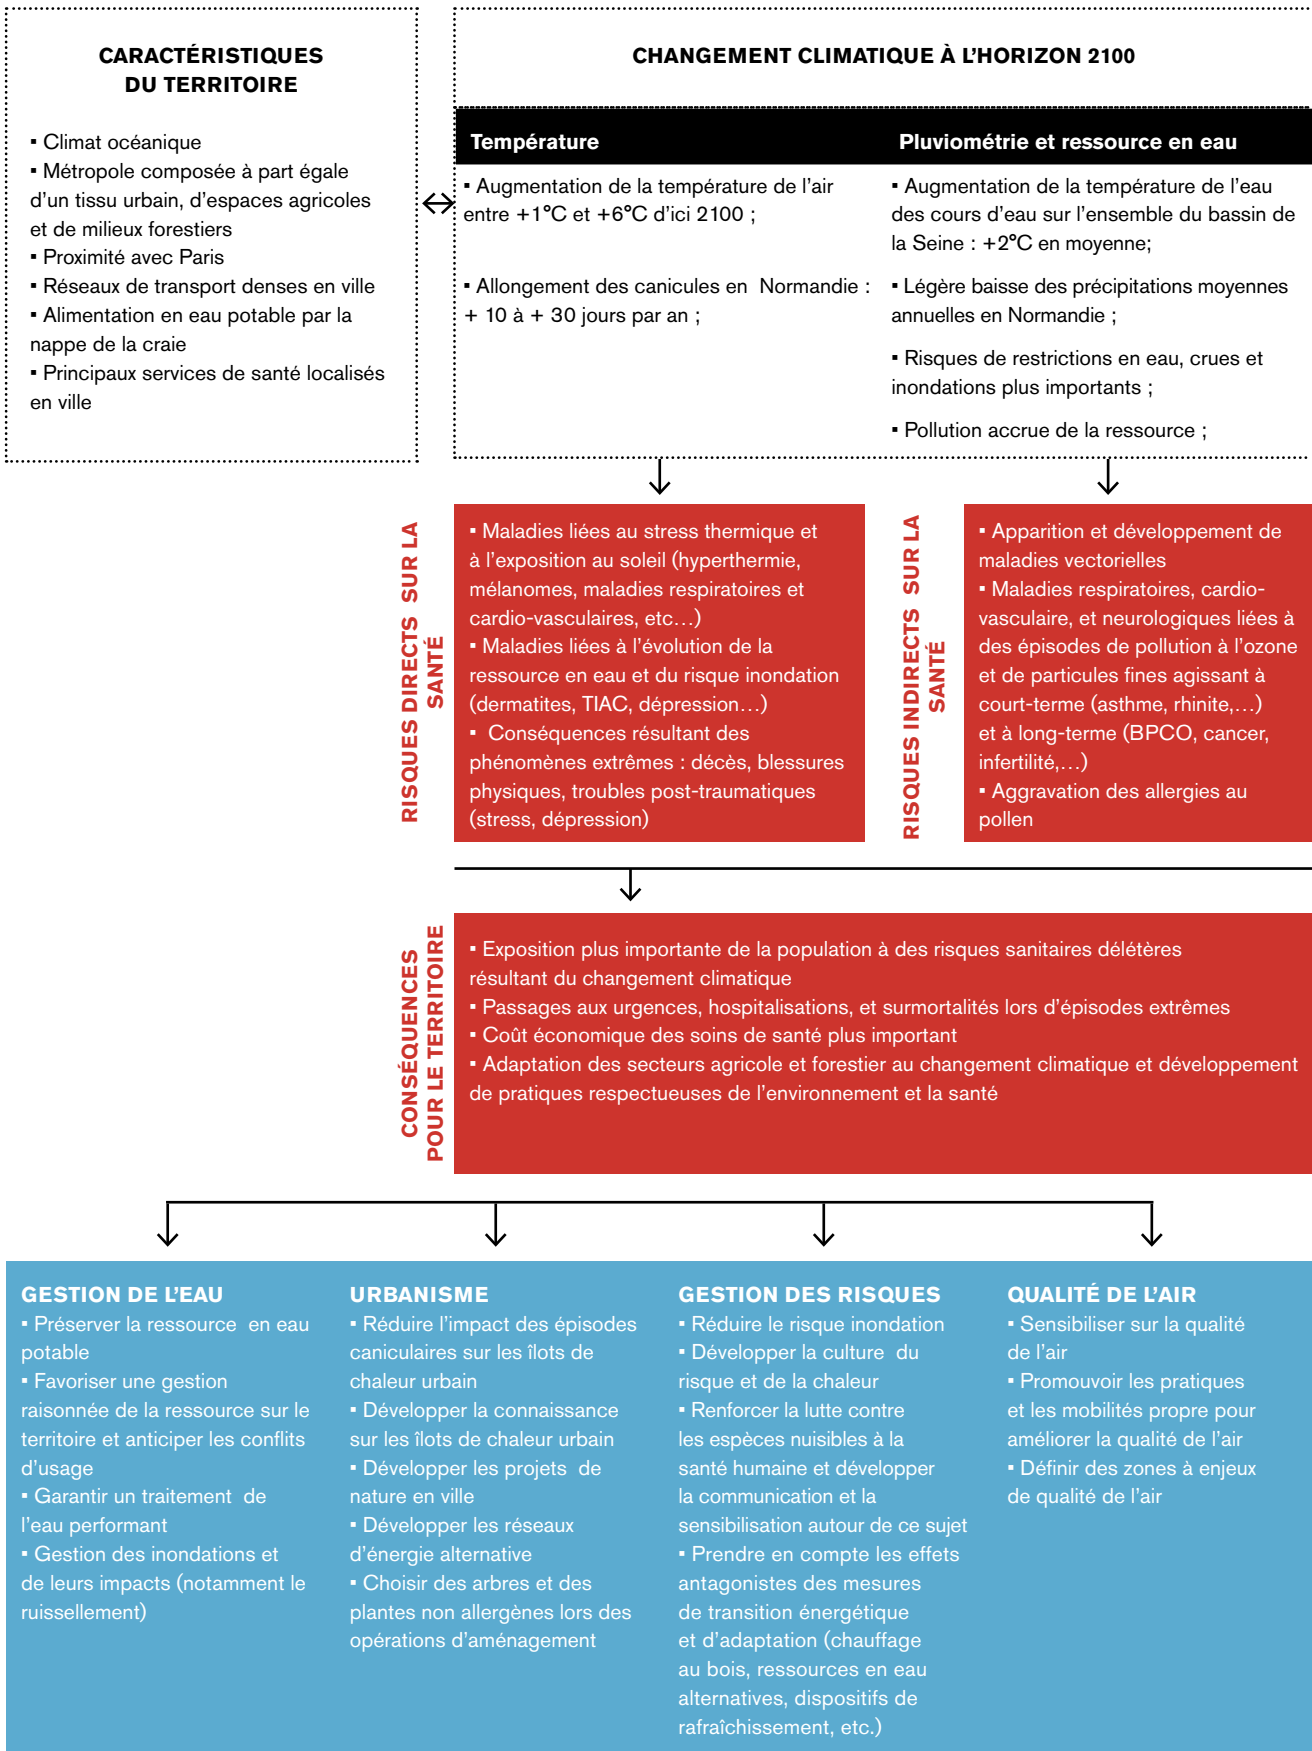 CARACTÉRISTIQUES
DU TERRITOIRE
▪ Climat océanique
▪ Métropole composée à part égale
d'un tissu urbain, d'espaces agricoles
et de milieux forestiers
▪ Proximité avec Paris
▪ Réseaux de transport denses en ville
▪ Alimentation en eau potable par la
nappe de la craie
▪ Principaux services de santé localisés
en ville
CHANGEMENT CLIMATIQUE À L'HORIZON 2100
Température
▪ Augmentation de la température de l'air
entre +1°C et +6°C d'ici 2100 ;
▪ Allongement des canicules en Normandie :
+ 10 à + 30 jours par an ;
Pluviométrie et ressource en eau
▪ Augmentation de la température de l'eau
des cours d'eau sur l'ensemble du bassin de
la Seine : +2°C en moyenne;
▪ Légère baisse des précipitations moyennes
annuelles en Normandie ;
▪ Risques de restrictions en eau, crues et
inondations plus importants ;
▪ Pollution accrue de la ressource ;
RISQUES DIRECTS SUR LA
SANTÉ
▪ Maladies liées au stress thermique et
à l'exposition au soleil (hyperthermie,
mélanomes, maladies respiratoires et
cardio-vasculaires, etc…)
▪ Maladies liées à l'évolution de la
ressource en eau et du risque inondation
(dermatites, TIAC, dépression…)
▪ Conséquences résultant des
phénomènes extrêmes : décès, blessures
physiques, troubles post-traumatiques
(stress, dépression)
RISQUES INDIRECTS SUR LA
SANTÉ
▪ Apparition et développement de
maladies vectorielles
▪ Maladies respiratoires, cardio-
vasculaire, et neurologiques liées à
des épisodes de pollution à l'ozone
et de particules fines agissant à
court-terme (asthme, rhinite,…)
et à long-terme (BPCO, cancer,
infertilité,…)
▪ Aggravation des allergies au
pollen
CONSÉQUENCES
POUR LE TERRITOIRE
▪ Exposition plus importante de la population à des risques sanitaires délétères
résultant du changement climatique
▪ Passages aux urgences, hospitalisations, et surmortalités lors d'épisodes extrêmes
▪ Coût économique des soins de santé plus important
▪ Adaptation des secteurs agricole et forestier au changement climatique et développement
de pratiques respectueuses de l'environnement et la santé
GESTION DE L'EAU
▪ Préserver la ressource en eau
potable
▪ Favoriser une gestion
raisonnée de la ressource sur le
territoire et anticiper les conflits
d'usage
▪ Garantir un traitement de
l'eau performant
▪ Gestion des inondations et
de leurs impacts (notamment le
ruissellement)
URBANISME
▪ Réduire l'impact des épisodes
caniculaires sur les îlots de
chaleur urbain
▪ Développer la connaissance
sur les îlots de chaleur urbain
▪ Développer les projets de
nature en ville
▪ Développer les réseaux
d'énergie alternative
▪ Choisir des arbres et des
plantes non allergènes lors des
opérations d'aménagement
GESTION DES RISQUES
▪ Réduire le risque inondation
▪ Développer la culture du
risque et de la chaleur
▪ Renforcer la lutte contre
les espèces nuisibles à la
santé humaine et développer
la communication et la
sensibilisation autour de ce sujet
▪ Prendre en compte les effets
antagonistes des mesures
de transition énergétique
et d'adaptation (chauffage
au bois, ressources en eau
alternatives, dispositifs de
rafraîchissement, etc.)
QUALITÉ DE L'AIR
▪ Sensibiliser sur la qualité
de l'air
▪ Promouvoir les pratiques
et les mobilités propre pour
améliorer la qualité de l'air
▪ Définir des zones à enjeux
de qualité de l'air